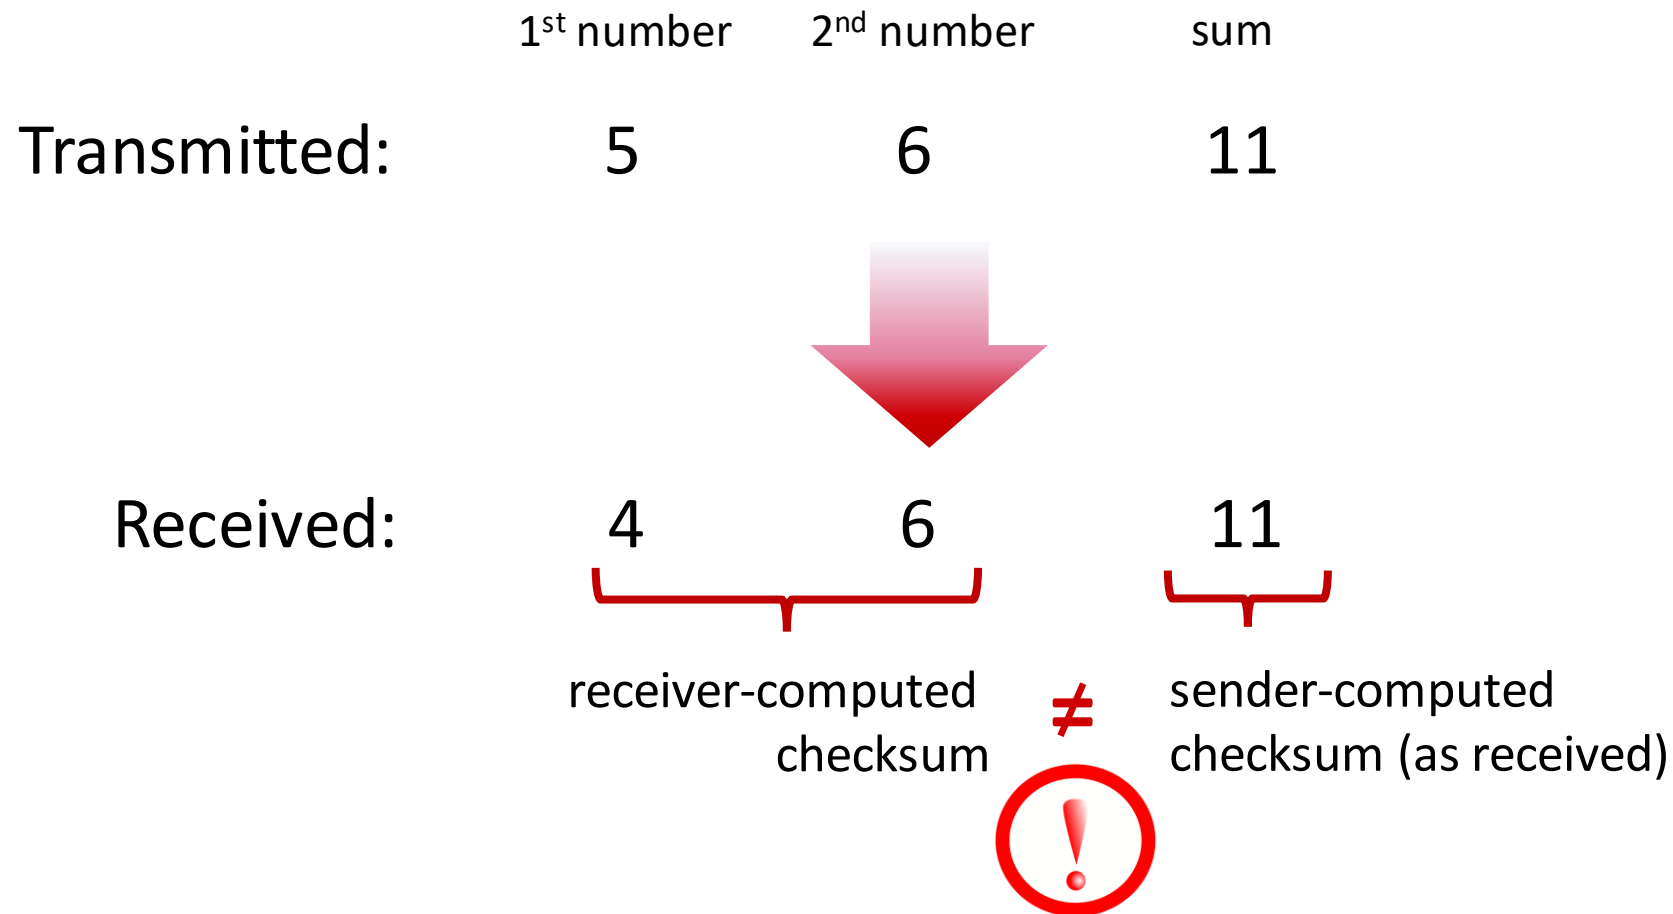 1st number 2nd number sum
Transmitted: 5 6 11
Received: 4 6 11
receiver-computed ≠ sender-computed
checksum checksum (as received)
!